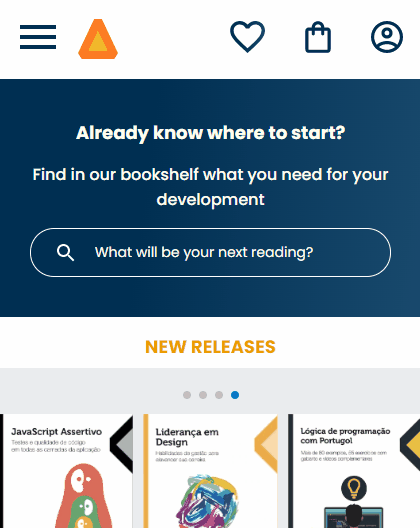 Already know where to start?
Find in our bookshelf what you need for your
development
What will be your next reading?
NEW RELEASES
JavaScript Assertivo
Testes e qualidade de código
em todas as camadas da aplicação
Liderança em
Design
Habilidades de gestão para
alavancar sua carreira
Lógica de programação
com Portugol
Mais de 80 exemplos, 55 exercícios com
gabarito e vídeos complementares